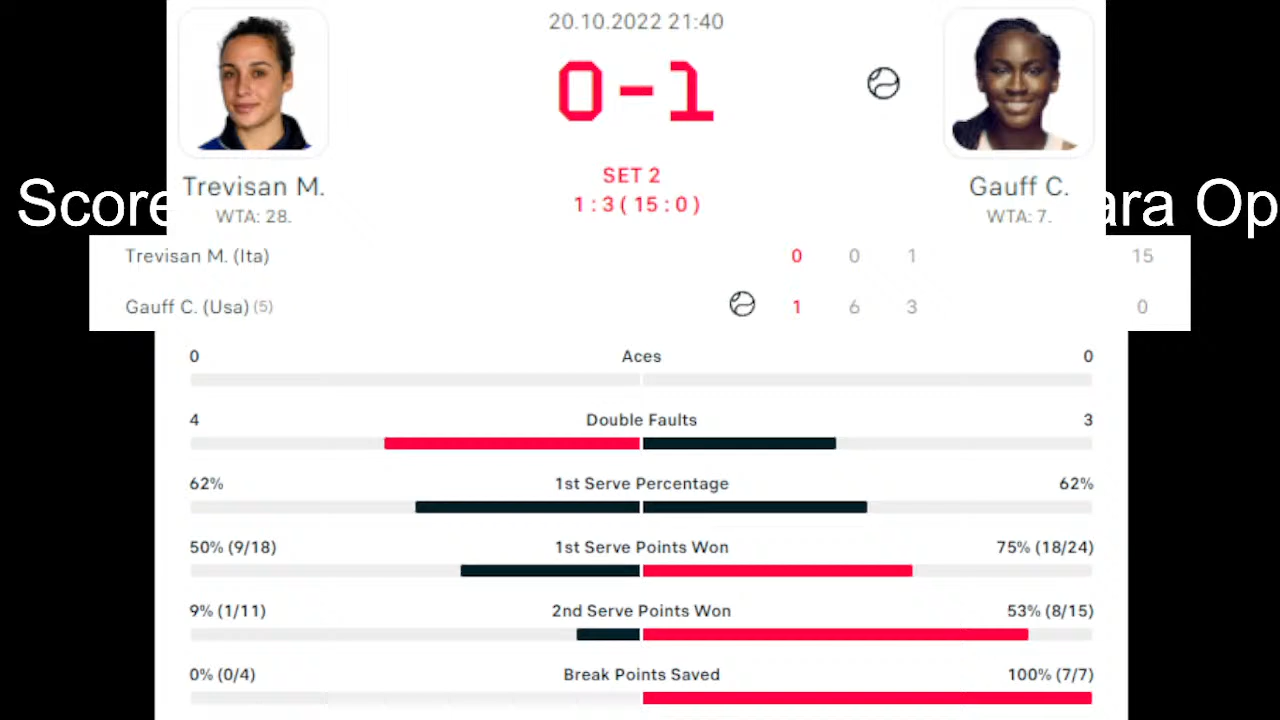 20.10.2022 21:40
0-1
SET 2
1 : 3 ( 15 : 0 )
Trevisan M.
WTA: 28.
Gauff C.
WTA: 7.
Score
ara Op
Trevisan M. (Ita) 0 0 1 15
Gauff C. (Usa) (5) 1 6 3 0
0 Aces 0
4 Double Faults 3
62% 1st Serve Percentage 62%
50% (9/18) 1st Serve Points Won 75% (18/24)
9% (1/11) 2nd Serve Points Won 53% (8/15)
0% (0/4) Break Points Saved 100% (7/7)